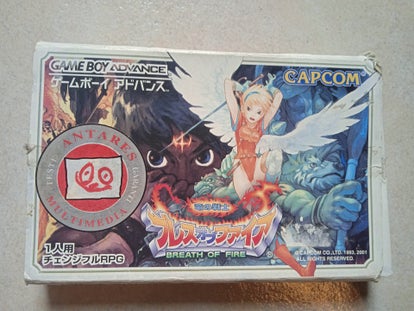 GAME BOY ADVANCE
ゲームボーイ アドバンス
CAPCOM
ANTARES
MULTIMEDIA
竜の戦士
ブレスオブファイア
BREATH OF FIRE
1人用
チェンジブルRPG
©CAPCOM CO.,LTD. 1993, 2001
ALL RIGHTS RESERVED.